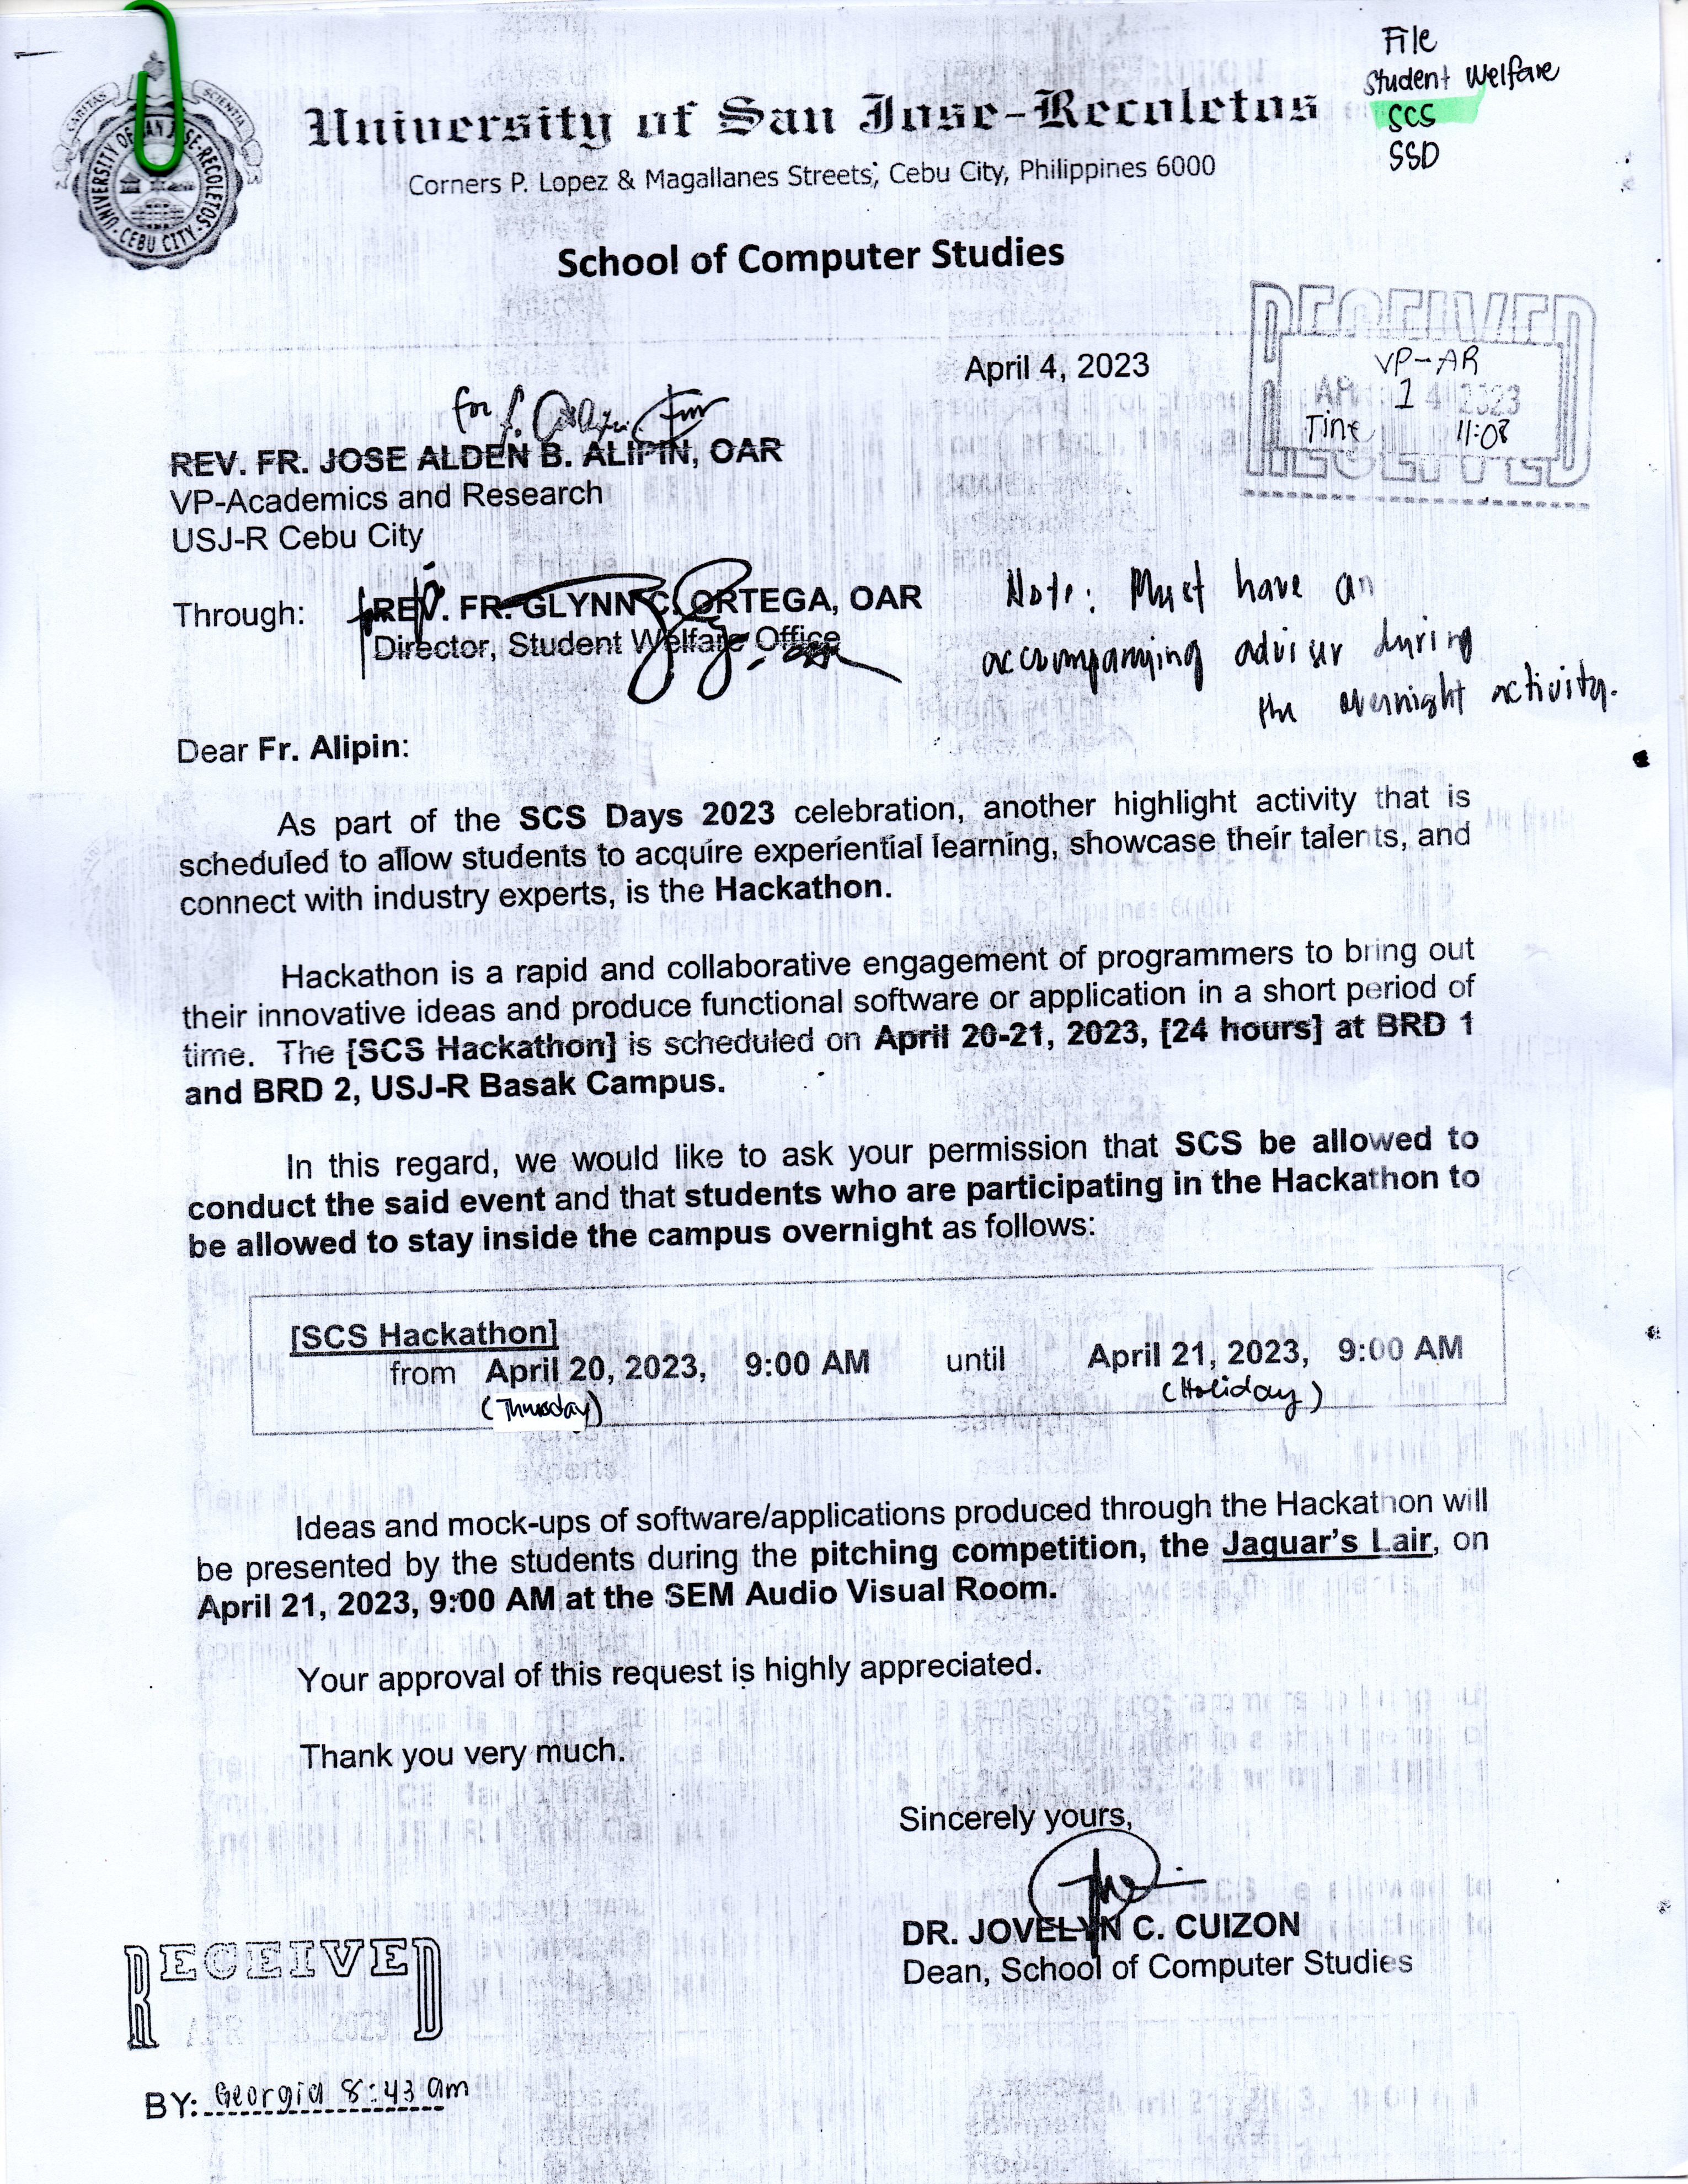 File
Student Welfare
SCS
SSD
CARITAS
SCIENTIA
UNIVERSITY OF SAN JOSE-RECOLETOS
CEBU CITY
University of San Jose-Recoletos
Corners P. Lopez & Magallanes Streets, Cebu City, Philippines 6000
School of Computer Studies
RECEIVED
VP-AR
2023
Time 11:08
RECEIVED
April 4, 2023
for
REV. FR. JOSE ALDEN B. ALIPIN, OAR
VP-Academics and Research
USJ-R Cebu City
Through: REV. FR. GLYNN C. ORTEGA, OAR
Director, Student Welfare Office
Note: Must have an
accompanying adviser during
the overnight activity.
Dear Fr. Alipin:
As part of the SCS Days 2023 celebration, another highlight activity that is
scheduled to allow students to acquire experiential learning, showcase their talents, and
connect with industry experts, is the Hackathon.
Hackathon is a rapid and collaborative engagement of programmers to bring out
their innovative ideas and produce functional software or application in a short period of
time. The [SCS Hackathon] is scheduled on April 20-21, 2023, [24 hours] at BRD 1
and BRD 2, USJ-R Basak Campus.
In this regard, we would like to ask your permission that SCS be allowed to
conduct the said event and that students who are participating in the Hackathon to
be allowed to stay inside the campus overnight as follows:
[SCS Hackathon]
from April 20, 2023, 9:00 AM until April 21, 2023, 9:00 AM
(Thursday) (Holiday)
Ideas and mock-ups of software/applications produced through the Hackathon will
be presented by the students during the pitching competition, the Jaguar's Lair, on
April 21, 2023, 9:00 AM at the SEM Audio Visual Room.
Your approval of this request is highly appreciated.
Thank you very much.
Sincerely yours,
DR. JOVELYN C. CUIZON
Dean, School of Computer Studies
RECEIVED
APR 2023
BY: Georgia 8:43 am